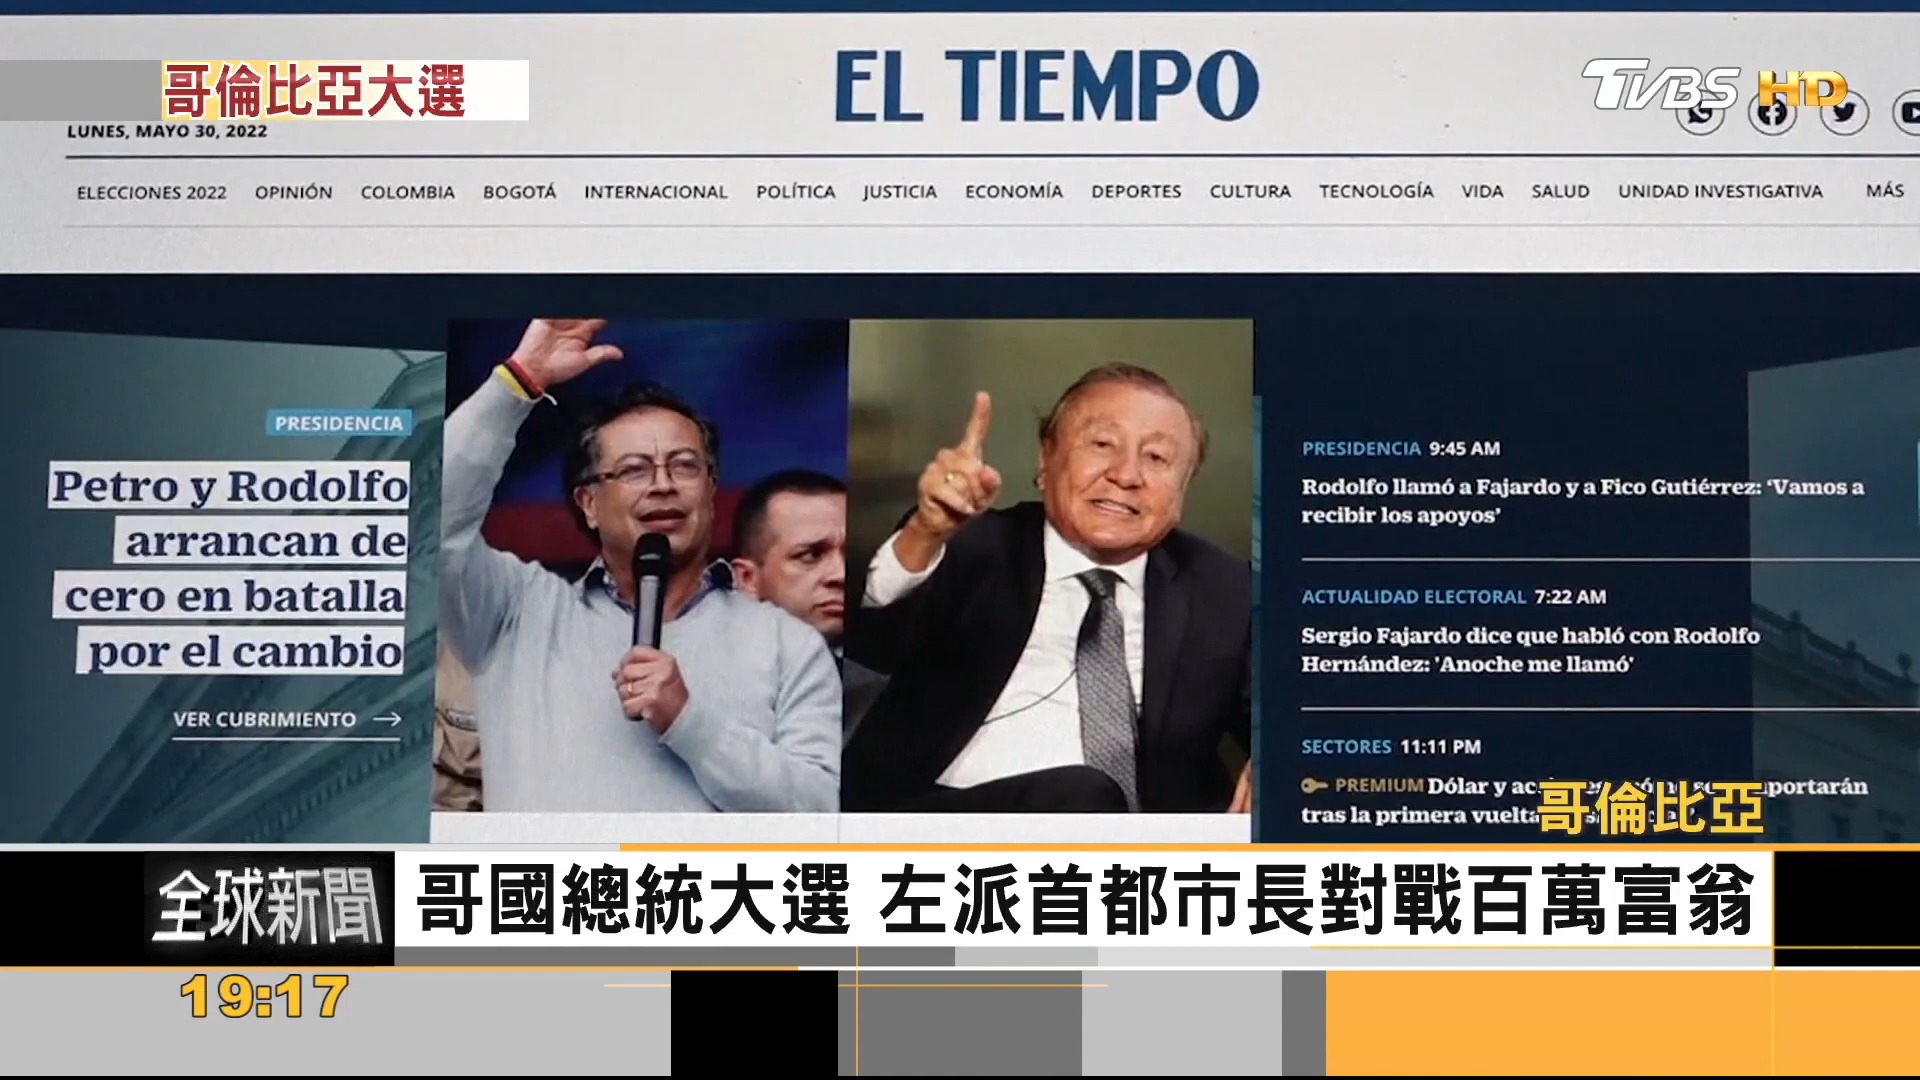 哥倫比亞大選
EL TIEMPO
TVBS HD
LUNES, MAYO 30, 2022
ELECCIONES 2022 OPINIÓN COLOMBIA BOGOTÁ INTERNACIONAL POLÍTICA JUSTICIA ECONOMÍA DEPORTES CULTURA TECNOLOGÍA VIDA SALUD UNIDAD INVESTIGATIVA MÁS
PRESIDENCIA
Petro y Rodolfo
arrancan de
cero en batalla
por el cambio
VER CUBRIMIENTO →
PRESIDENCIA 9:45 AM
Rodolfo llamó a Fajardo y a Fico Gutiérrez: ‘Vamos a
recibir los apoyos’
ACTUALIDAD ELECTORAL 7:22 AM
Sergio Fajardo dice que habló con Rodolfo
Hernández: 'Anoche me llamó'
SECTORES 11:11 PM
PREMIUM Dólar y
tras la primera vuelta
哥倫比亞
全球新聞
哥國總統大選 左派首都市長對戰百萬富翁
19:17